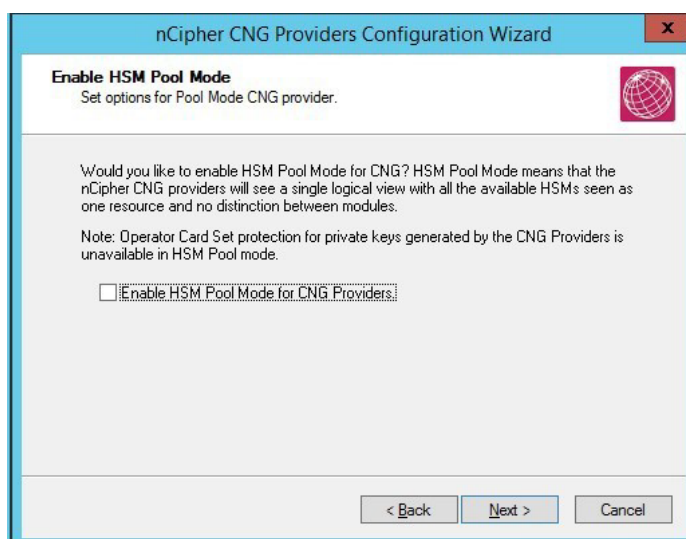 nCipher CNG Providers Configuration Wizard
x
Enable HSM Pool Mode
Set options for Pool Mode CNG provider.
Would you like to enable HSM Pool Mode for CNG? HSM Pool Mode means that the
nCipher CNG providers will see a single logical view with all the available HSMs seen as
one resource and no distinction between modules.
Note: Operator Card Set protection for private keys generated by the CNG Providers is
unavailable in HSM Pool mode.
Enable HSM Pool Mode for CNG Providers.
< Back Next > Cancel